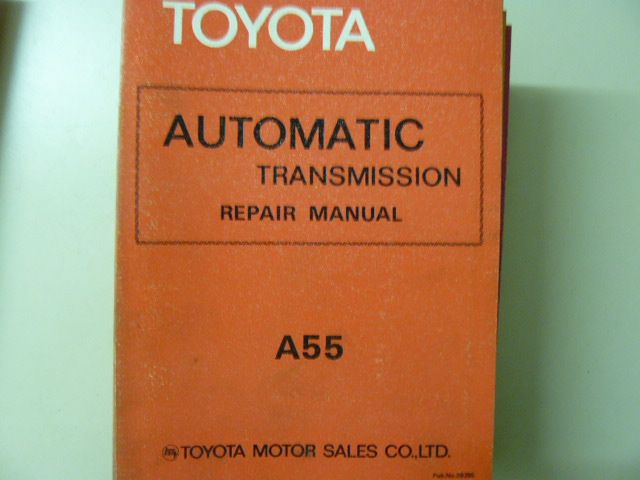 TOYOTA
AUTOMATIC
TRANSMISSION
REPAIR MANUAL
A55
TOYOTA MOTOR SALES CO.,LTD.